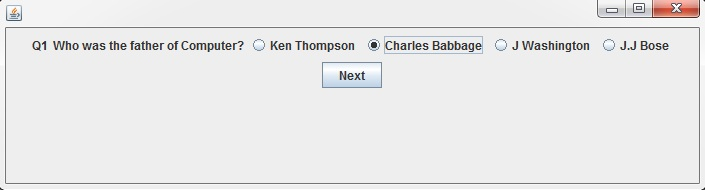 Q1 Who was the father of Computer? Ken Thompson Charles Babbage J Washington J.J Bose
Next